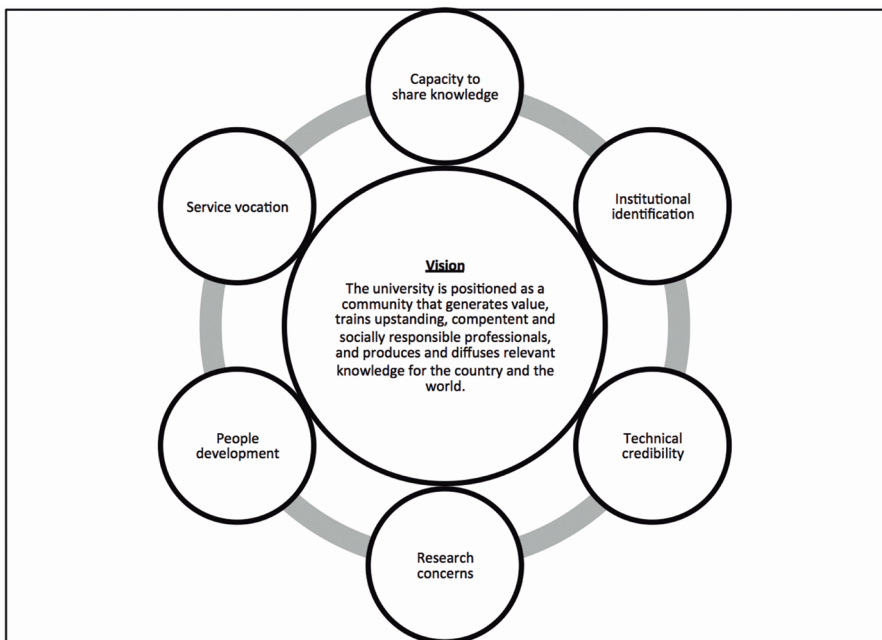 Capacity to
share knowledge
Institutional
identification
Service vocation
Vision
The university is positioned as a
community that generates value,
trains upstanding, compentent and
socially responsible professionals,
and produces and diffuses relevant
knowledge for the country and the
world.
People
development
Technical
credibility
Research
concerns